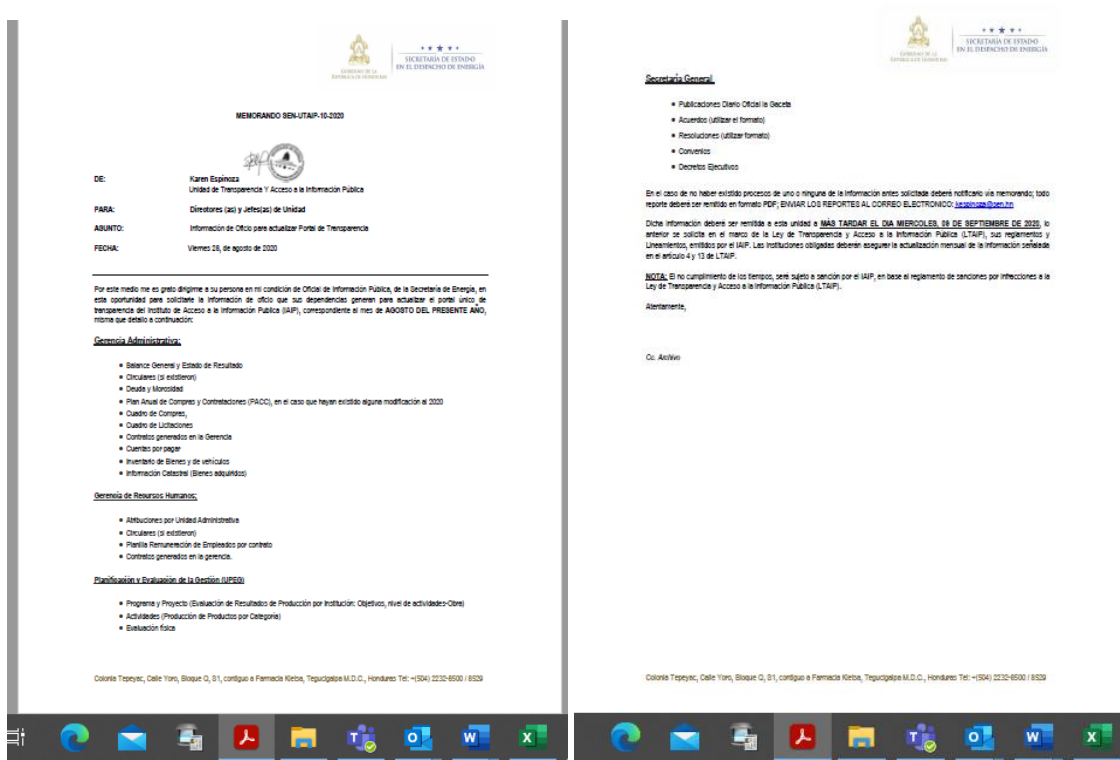 GOBIERNO DE LA
REPÚBLICA DE HONDURAS
SECRETARÍA DE ESTADO
EN EL DESPACHO DE ENERGÍA
MEMORANDO SEN-UTAIP-10-2020
DE: Karen Espinoza
Unidad de Transparencia Y Acceso a la Información Pública
PARA: Directores (as) y Jefes(as) de Unidad
ASUNTO: Información de Oficio para actualizar Portal de Transparencia
FECHA: Viernes 28, de agosto de 2020
Por este medio me es grato dirigirme a su persona en mi condición de Oficial de Información Pública, de la Secretaría de Energía, en
esta oportunidad para solicitarle la información de oficio que sus dependencias generan para actualizar el portal único de
transparencia del Instituto de Acceso a la Información Publica (IAIP), correspondiente al mes de AGOSTO DEL PRESENTE AÑO,
misma que detallo a continuación:
Gerencia Administrativa:
Balance General y Estado de Resultado
Circulares (si existieron)
Deuda y Morosidad
Plan Anual de Compras y Contrataciones (PACC), en el caso que hayan existido alguna modificación al 2020
Cuadro de Compras,
Cuadro de Licitaciones
Contratos generados en la Gerencia
Cuentas por pagar
Inventario de Bienes y de vehículos
Información Catastral (Bienes adquiridos)
Gerencia de Recursos Humanos:
Atribuciones por Unidad Administrativa
Circulares (si existieron)
Planilla Remuneración de Empleados por contrato
Contratos generados en la gerencia.
Planificación y Evaluación de la Gestión (UPEG)
Programa y Proyecto (Evaluación de Resultados de Producción por Institución: Objetivos, nivel de actividades-Obra)
Actividades (Producción de Productos por Categoría)
Evaluación física
Colonia Tepeyac, Calle Yoro, Bloque Q, S1, contiguo a Farmacia Kielsa, Tegucigalpa M.D.C., Honduras Tel: +(504) 2232-8500 / 8529
GOBIERNO DE LA
REPÚBLICA DE HONDURAS
SECRETARÍA DE ESTADO
EN EL DESPACHO DE ENERGÍA
Secretaría General
Publicaciones Diario Oficial la Gaceta
Acuerdos (utilizar el formato)
Resoluciones (utilizar formato)
Convenios
Decretos Ejecutivos
En el caso de no haber existido procesos de uno o ninguna de la información antes solicitada deberá notificarlo vía memorando; todo
reporte deberá ser remitido en formato PDF; ENVIAR LOS REPORTES AL CORREO ELECTRONICO: kespinoza@sen.hn
Dicha información deberá ser remitida a esta unidad a MÁS TARDAR EL DIA MIERCOLES, 09 DE SEPTIEMBRE DE 2020, lo
anterior se solicita en el marco de la Ley de Transparencia y Acceso a la Información Pública (LTAIP), sus reglamentos y
Lineamientos, emitidos por el IAIP. Las Instituciones obligadas deberán asegurar la actualización mensual de la información señalada
en el artículo 4 y 13 de LTAIP.
NOTA: El no cumplimiento de los tiempos, será sujeto a sanción por el IAIP, en base al reglamento de sanciones por infracciones a la
Ley de Transparencia y Acceso a la Información Pública (LTAIP).
Atentamente,
Cc. Archivo
Colonia Tepeyac, Calle Yoro, Bloque Q, S1, contiguo a Farmacia Kielsa, Tegucigalpa M.D.C., Honduras Tel: +(504) 2232-8500 / 8529